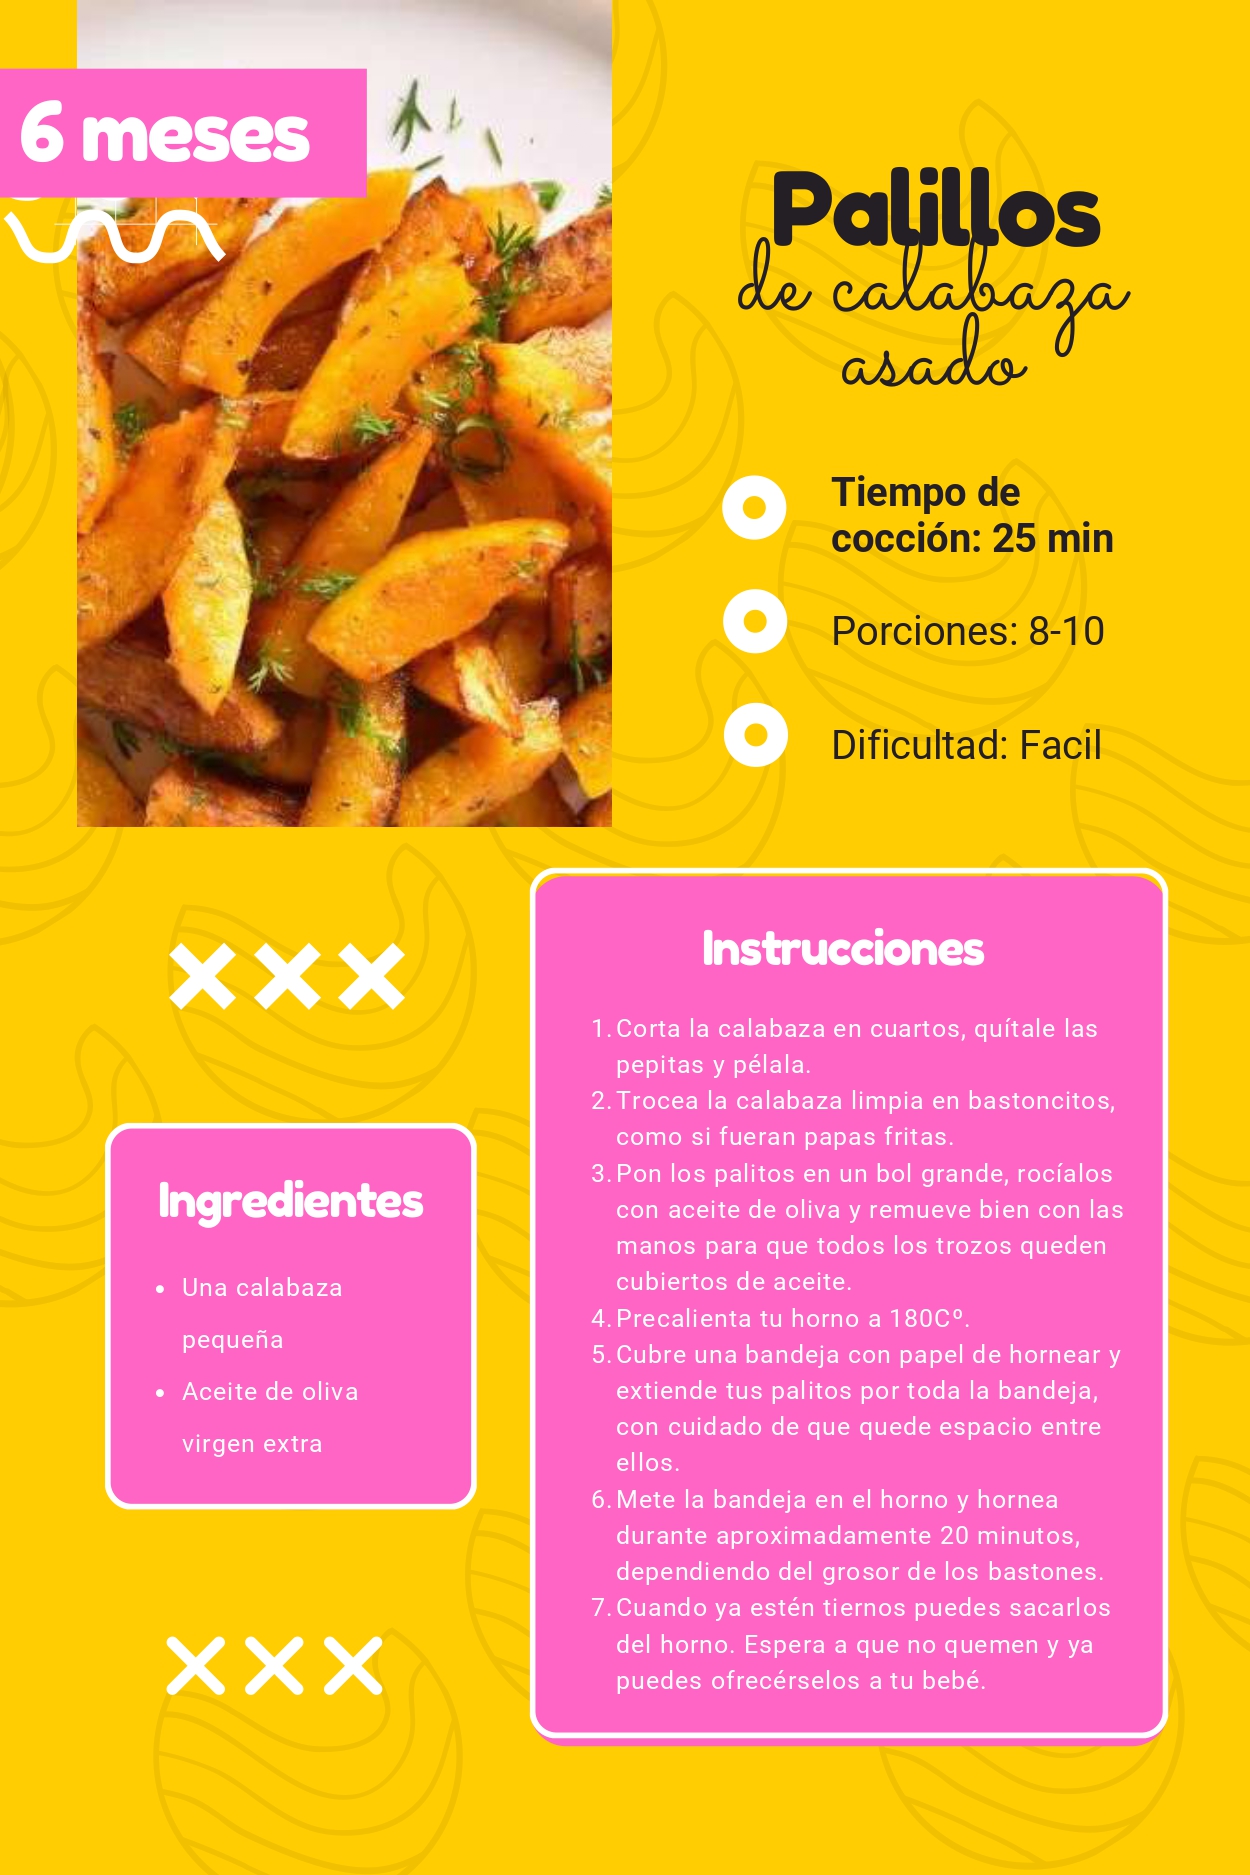 6 meses
Palillos
de calabaza
asado
Tiempo de
cocción: 25 min
Porciones: 8-10
Dificultad: Facil
Ingredientes
• Una calabaza
pequeña
• Aceite de oliva
virgen extra
Instrucciones
1. Corta la calabaza en cuartos, quítale las
pepitas y pélala.
2. Trocea la calabaza limpia en bastoncitos,
como si fueran papas fritas.
3. Pon los palitos en un bol grande, rocíalos
con aceite de oliva y remueve bien con las
manos para que todos los trozos queden
cubiertos de aceite.
4. Precalienta tu horno a 180Cº.
5. Cubre una bandeja con papel de hornear y
extiende tus palitos por toda la bandeja,
con cuidado de que quede espacio entre
ellos.
6. Mete la bandeja en el horno y hornea
durante aproximadamente 20 minutos,
dependiendo del grosor de los bastones.
7. Cuando ya estén tiernos puedes sacarlos
del horno. Espera a que no quemen y ya
puedes ofrecérselos a tu bebé.